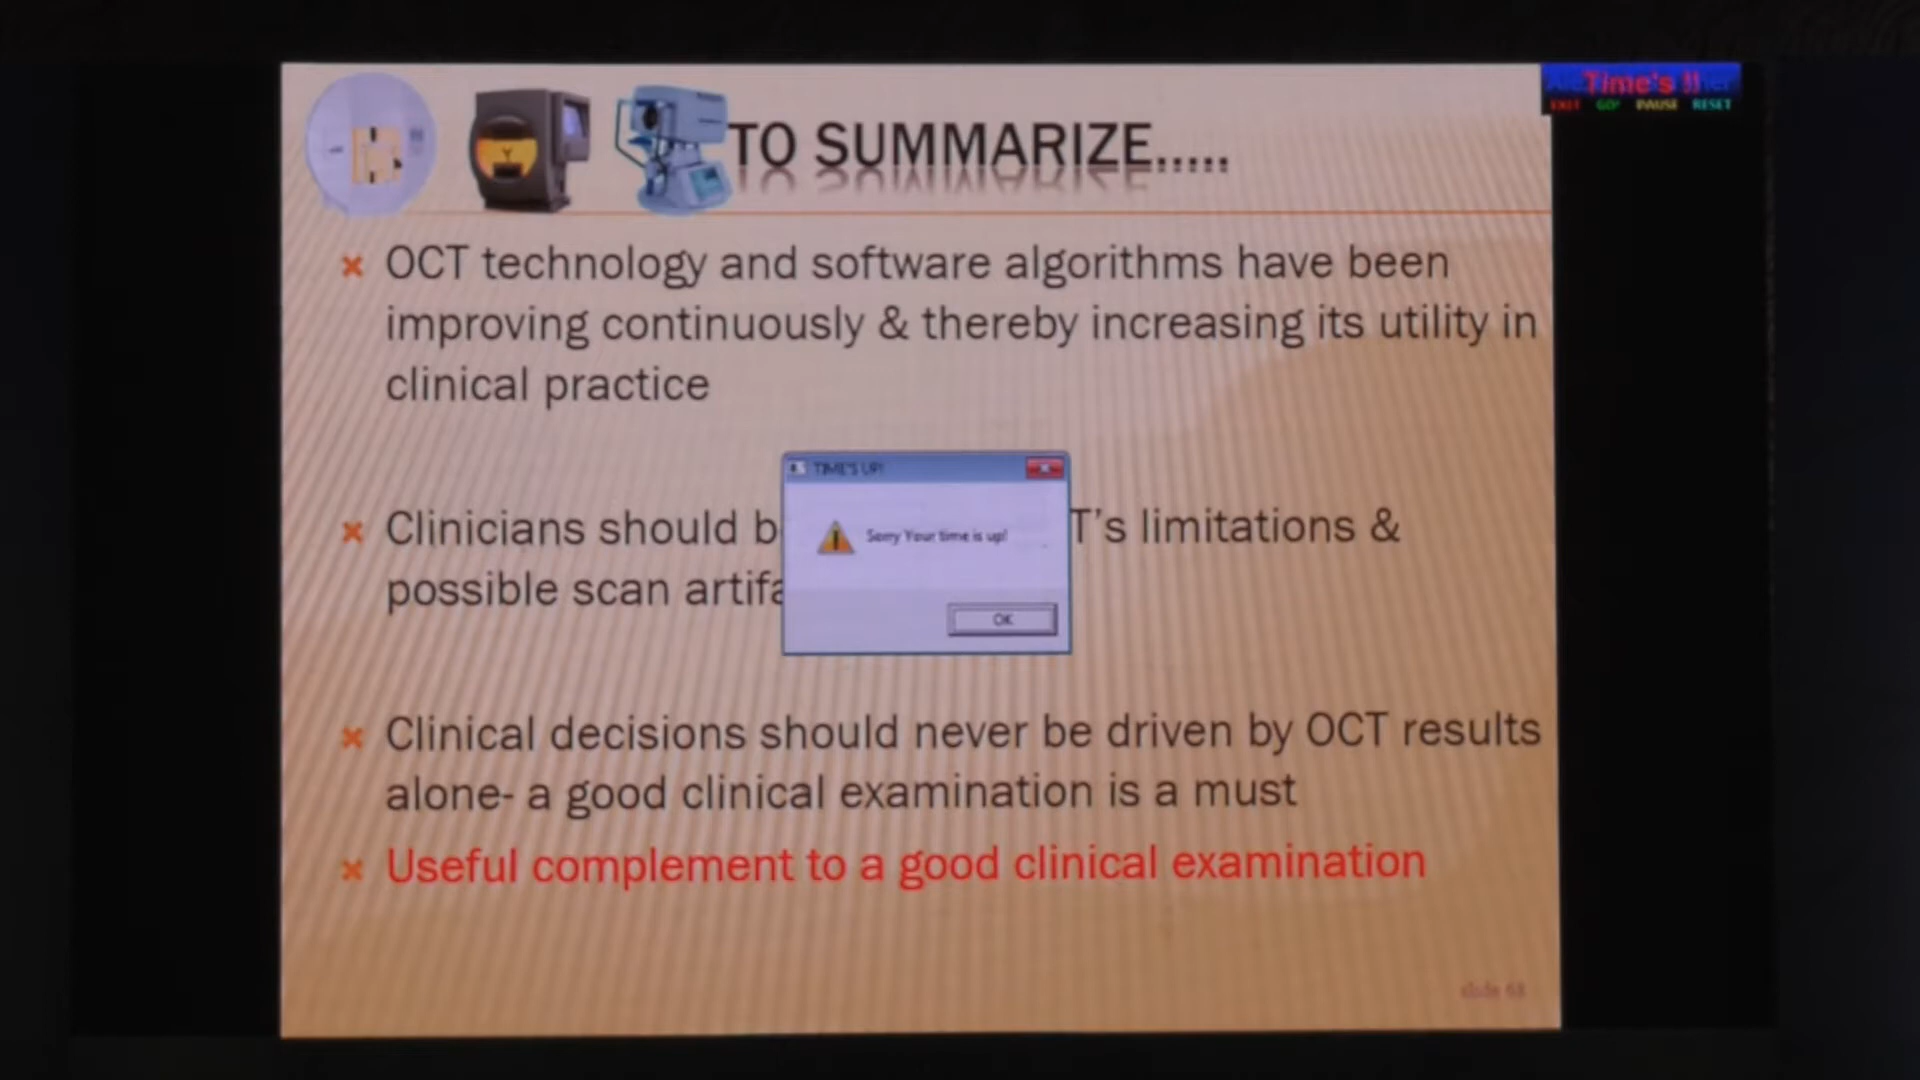 Time's !!
EXIT GO! PAUSE RESET
TO SUMMARIZE.....
OCT technology and software algorithms have been
improving continuously & thereby increasing its utility in
clinical practice
TIME'S UP!
Sorry Your time is up!
OK
Clinicians should T's limitations &
possible scan
Clinical decisions should never be driven by OCT results
alone- a good clinical examination is a must
Useful complement to a good clinical examination
slide